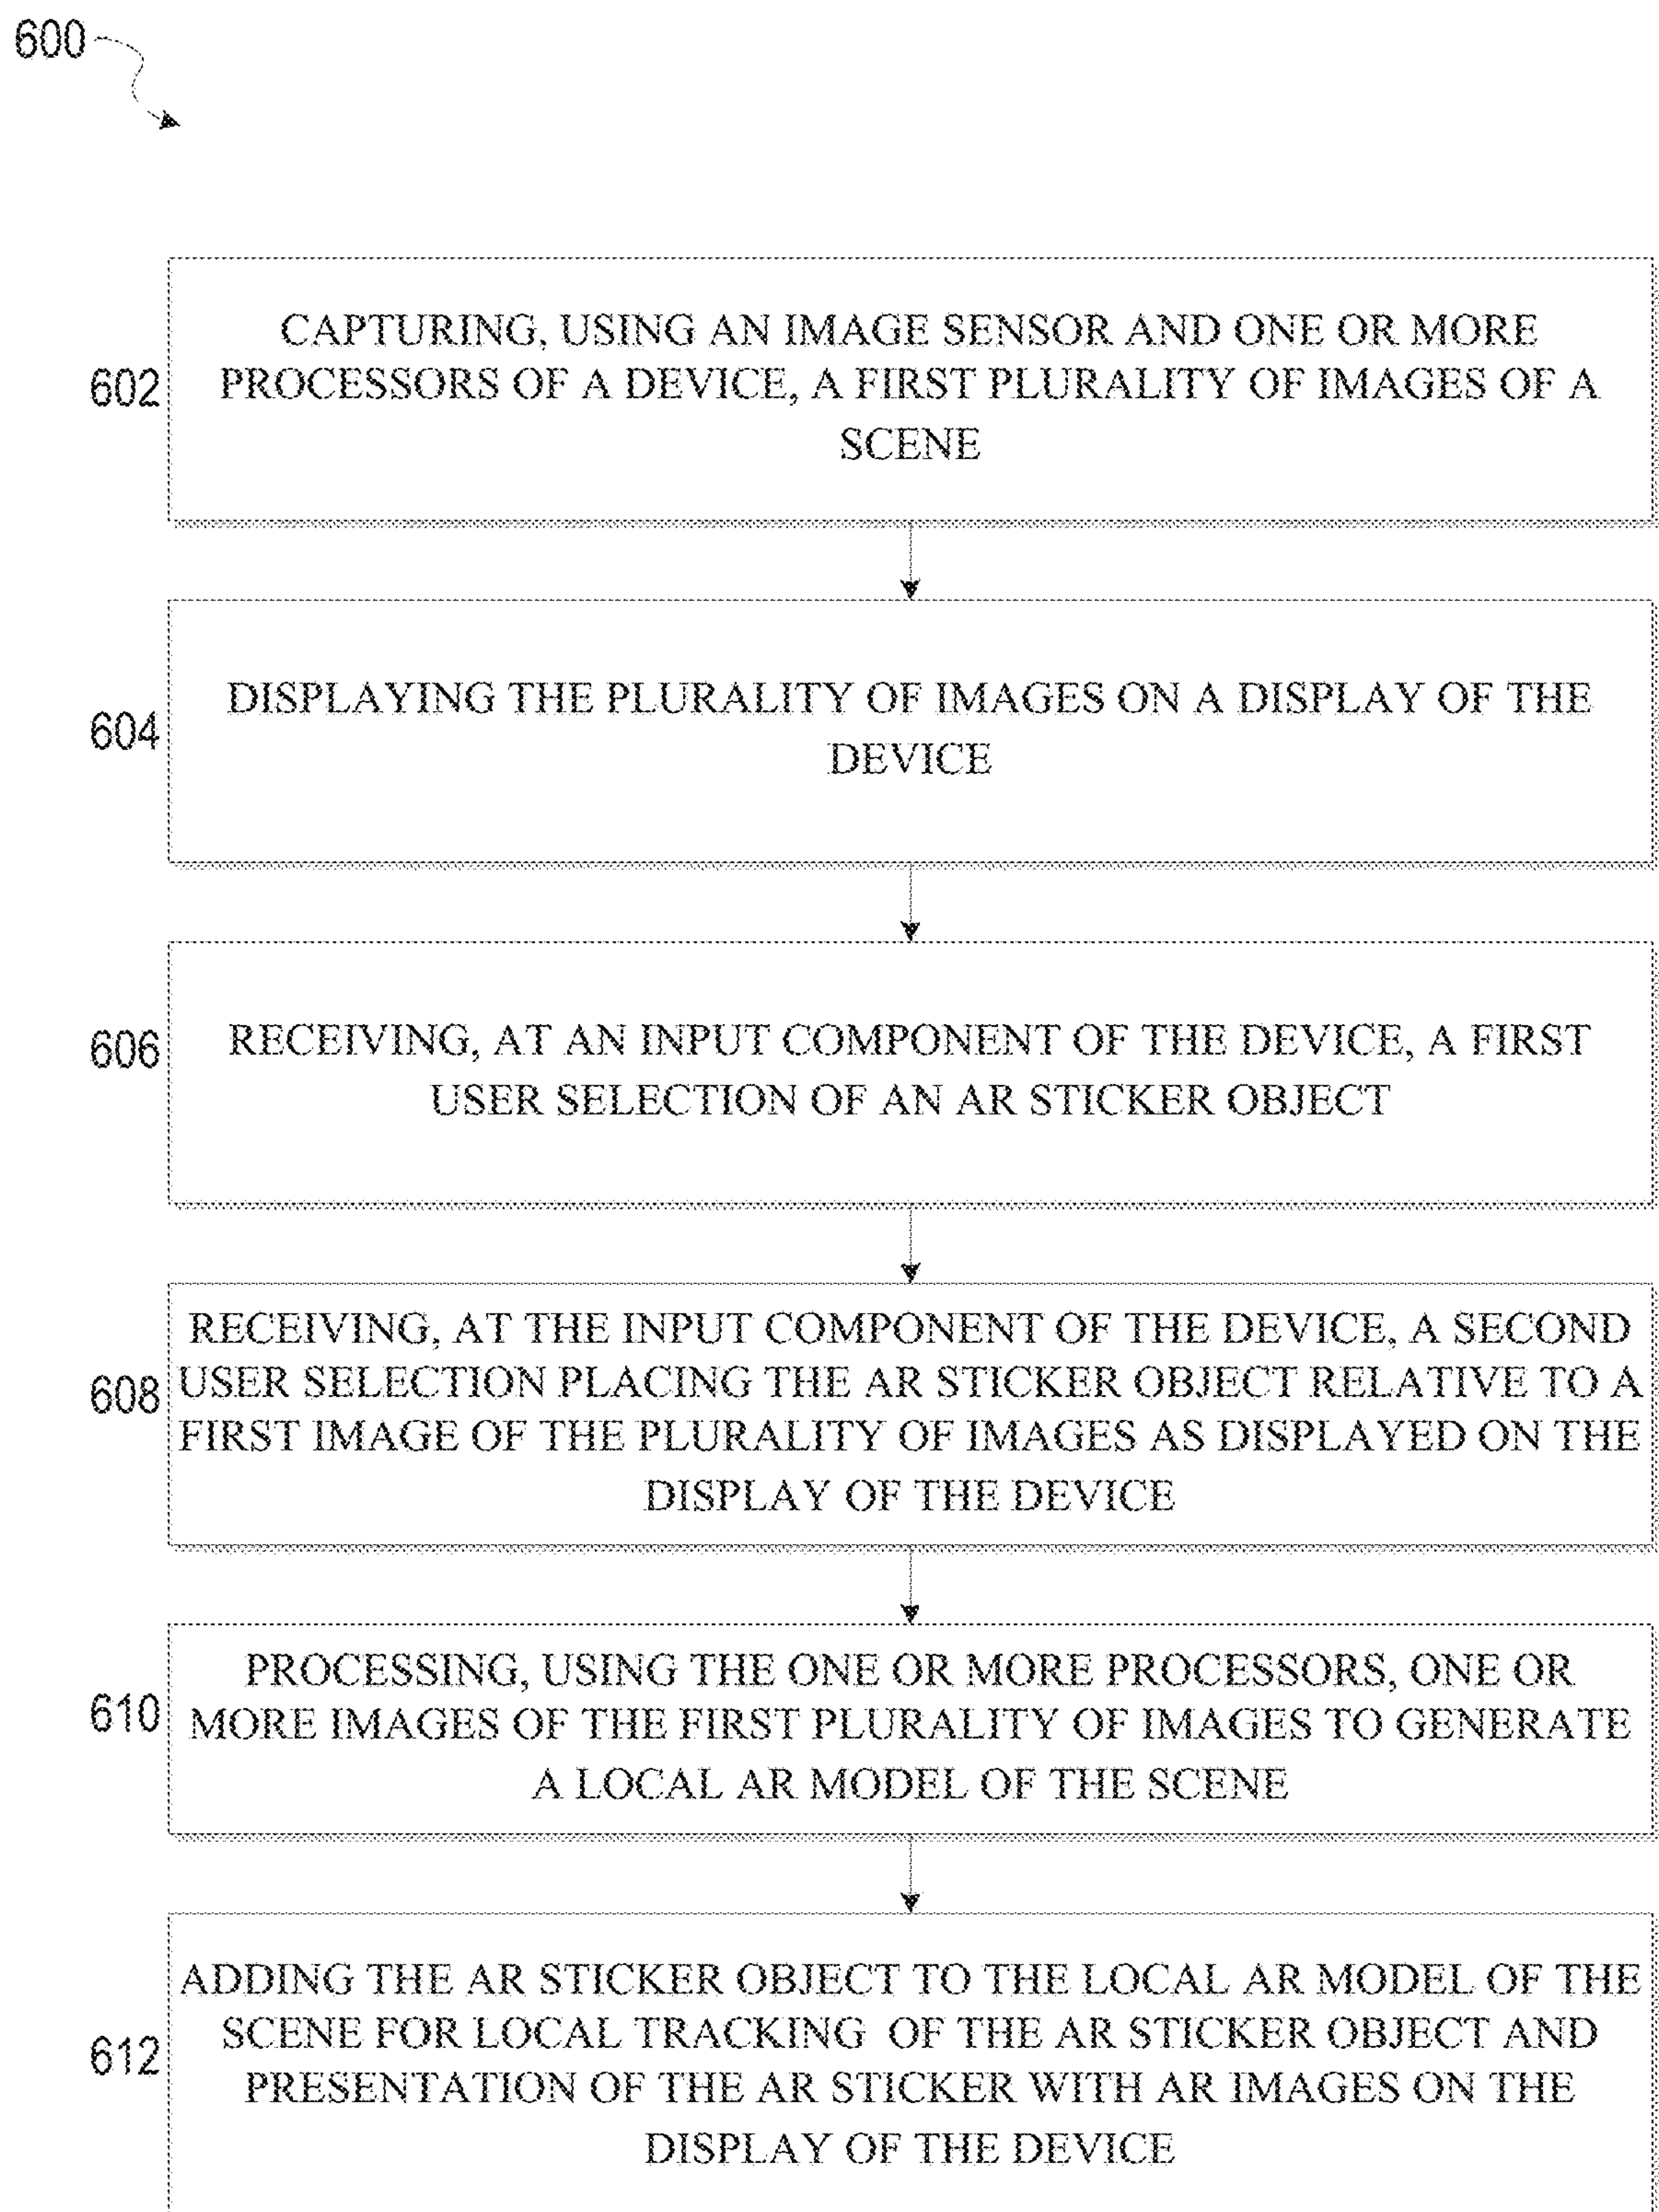 600
602
CAPTURING, USING AN IMAGE SENSOR AND ONE OR MORE
PROCESSORS OF A DEVICE, A FIRST PLURALITY OF IMAGES OF A
SCENE
604
DISPLAYING THE PLURALITY OF IMAGES ON A DISPLAY OF THE
DEVICE
606
RECEIVING, AT AN INPUT COMPONENT OF THE DEVICE, A FIRST
USER SELECTION OF AN AR STICKER OBJECT
608
RECEIVING, AT THE INPUT COMPONENT OF THE DEVICE, A SECOND
USER SELECTION PLACING THE AR STICKER OBJECT RELATIVE TO A
FIRST IMAGE OF THE PLURALITY OF IMAGES AS DISPLAYED ON THE
DISPLAY OF THE DEVICE
610
PROCESSING, USING THE ONE OR MORE PROCESSORS, ONE OR
MORE IMAGES OF THE FIRST PLURALITY OF IMAGES TO GENERATE
A LOCAL AR MODEL OF THE SCENE
612
ADDING THE AR STICKER OBJECT TO THE LOCAL AR MODEL OF THE
SCENE FOR LOCAL TRACKING OF THE AR STICKER OBJECT AND
PRESENTATION OF THE AR STICKER WITH AR IMAGES ON THE
DISPLAY OF THE DEVICE